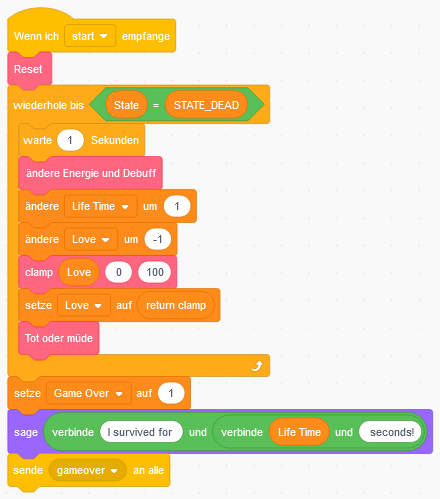 Wenn ich start empfange
Reset
wiederhole bis State = STATE_DEAD
warte 1 Sekunden
ändere Energie und Debuff
ändere Life Time um 1
ändere Love um -1
clamp Love 0 100
setze Love auf return clamp
Tot oder müde
setze Game Over auf 1
sage verbinde I survived for und verbinde Life Time und seconds!
sende gameover an alle